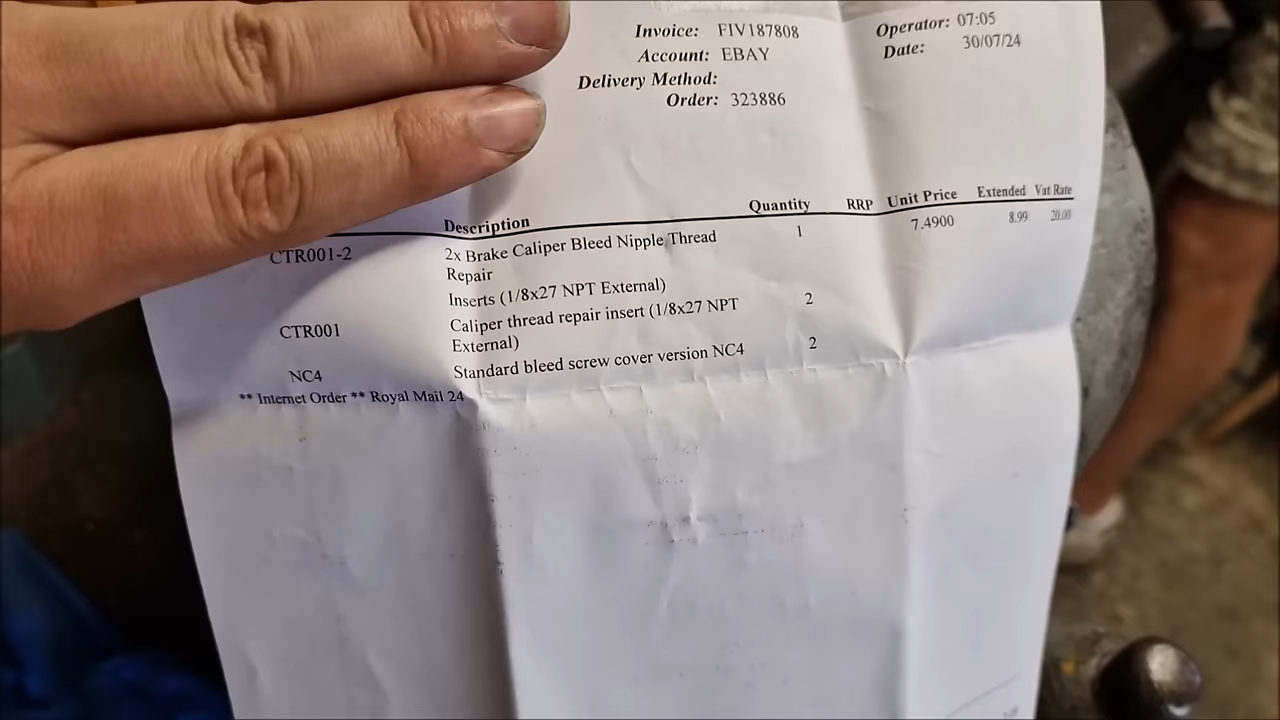 Invoice: FIV187808
Account: EBAY
Delivery Method:
Order: 323886
Operator: 07:05
Date: 30/07/24
Description Quantity RRP Unit Price Extended Vat Rate
CTR001-2 2x Brake Caliper Bleed Nipple Thread 1 7.4900 8.99 20.00
Repair
Inserts (1/8x27 NPT External)
CTR001 Caliper thread repair insert (1/8x27 NPT 2
External)
NC4 Standard bleed screw cover version NC4 2
** Internet Order ** Royal Mail 24